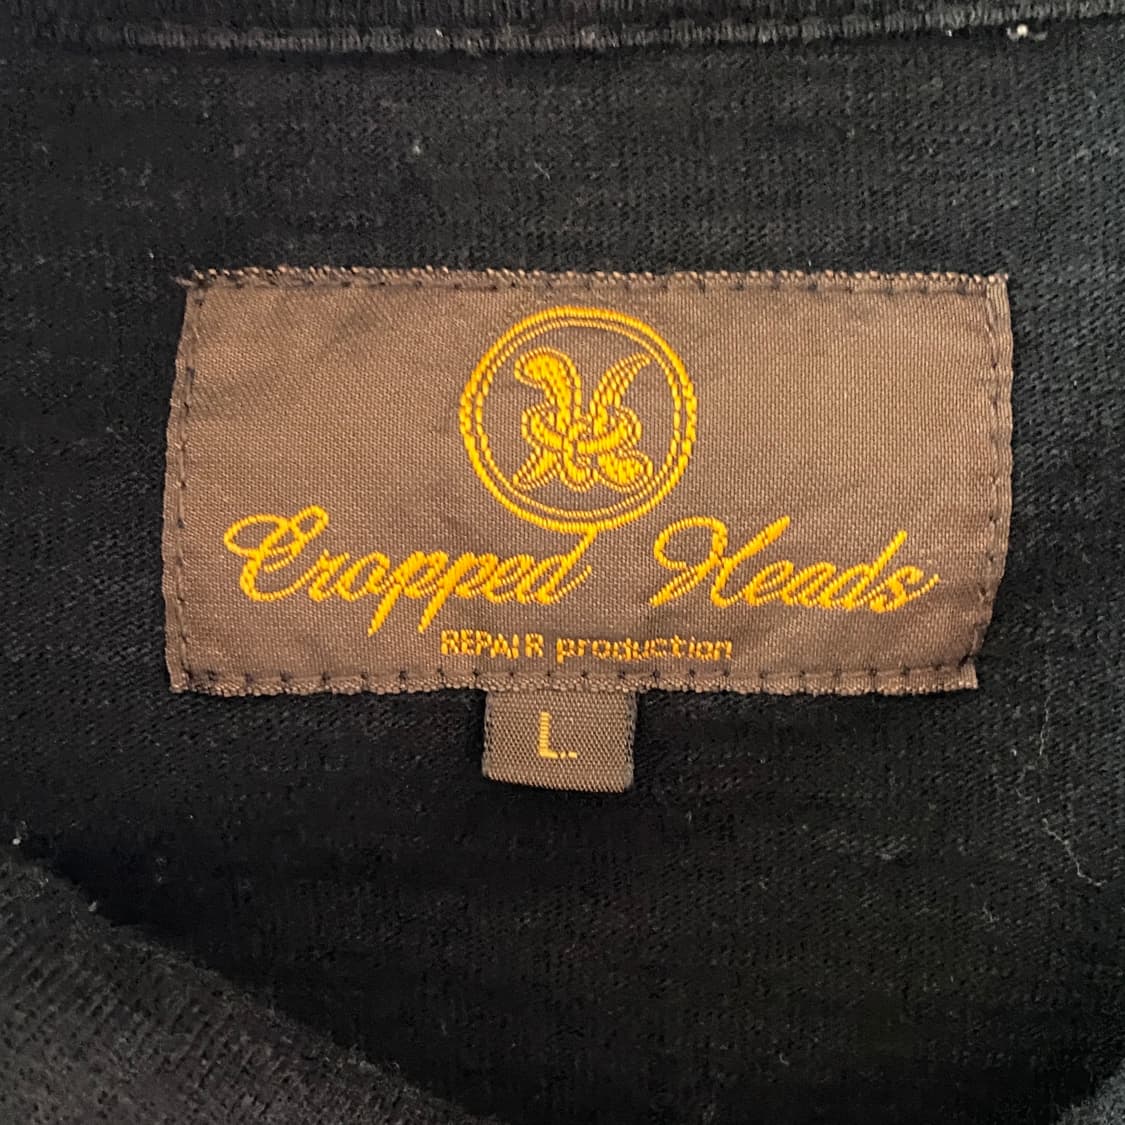 Cropped Heads
REPAIR production
L..